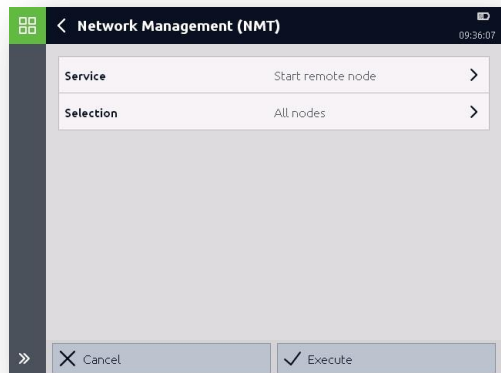 Network Management (NMT)
09:36:07
Service Start remote node
Selection All nodes
Cancel Execute